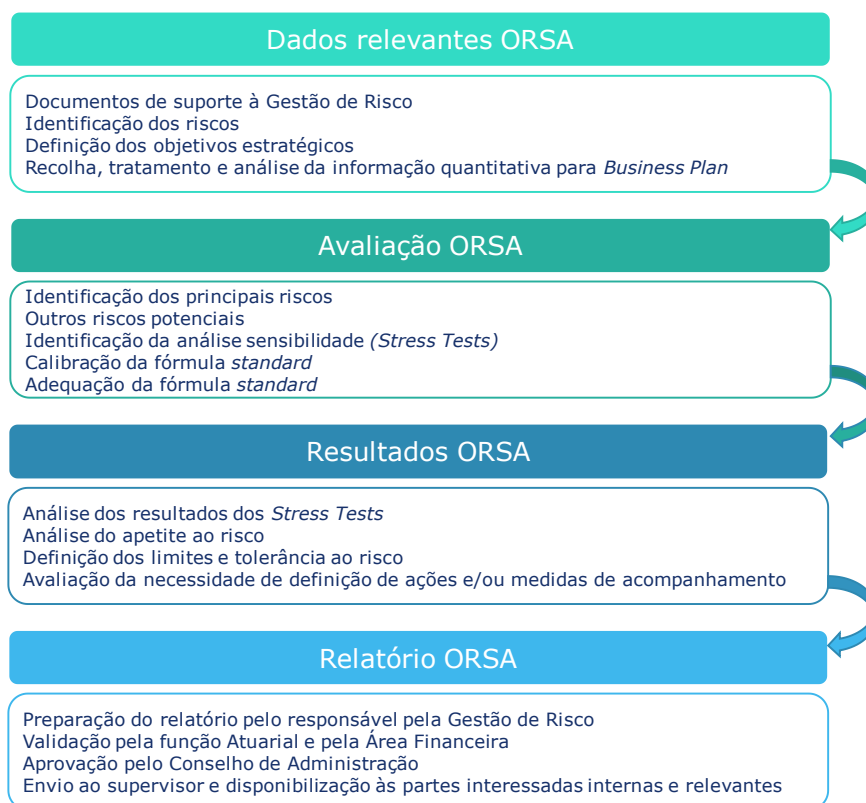 Dados relevantes ORSA
Documentos de suporte à Gestão de Risco
Identificação dos riscos
Definição dos objetivos estratégicos
Recolha, tratamento e análise da informação quantitativa para Business Plan
Avaliação ORSA
Identificação dos principais riscos
Outros riscos potenciais
Identificação da análise sensibilidade (Stress Tests)
Calibração da fórmula standard
Adequação da fórmula standard
Resultados ORSA
Análise dos resultados dos Stress Tests
Análise do apetite ao risco
Definição dos limites e tolerância ao risco
Avaliação da necessidade de definição de ações e/ou medidas de acompanhamento
Relatório ORSA
Preparação do relatório pelo responsável pela Gestão de Risco
Validação pela função Atuarial e pela Área Financeira
Aprovação pelo Conselho de Administração
Envio ao supervisor e disponibilização às partes interessadas internas e relevantes